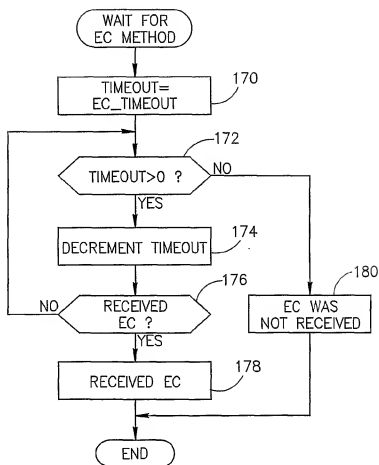 WAIT FOR
EC METHOD
TIMEOUT=
EC_TIMEOUT
170
172
TIMEOUT>0 ?
NO
YES
DECREMENT TIMEOUT
174
176
NO
RECEIVED
EC ?
YES
180
EC WAS
NOT RECEIVED
RECEIVED EC
178
END